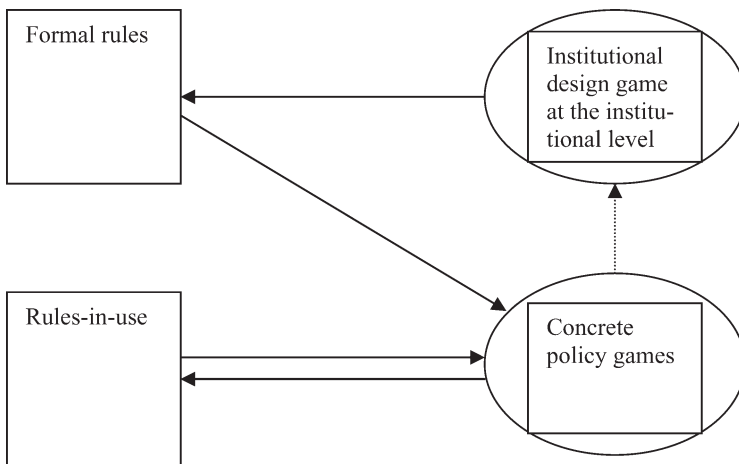 Formal rules
Institutional
design game
at the institu-
tional level
Rules-in-use
Concrete
policy games